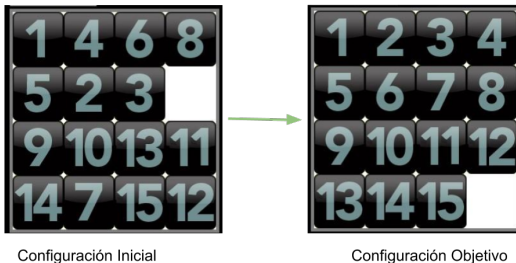 1 4 6 8
5 2 3
9 10 13 11
14 7 15 12
Configuración Inicial
1 2 3 4
5 6 7 8
9 10 11 12
13 14 15
Configuración Objetivo